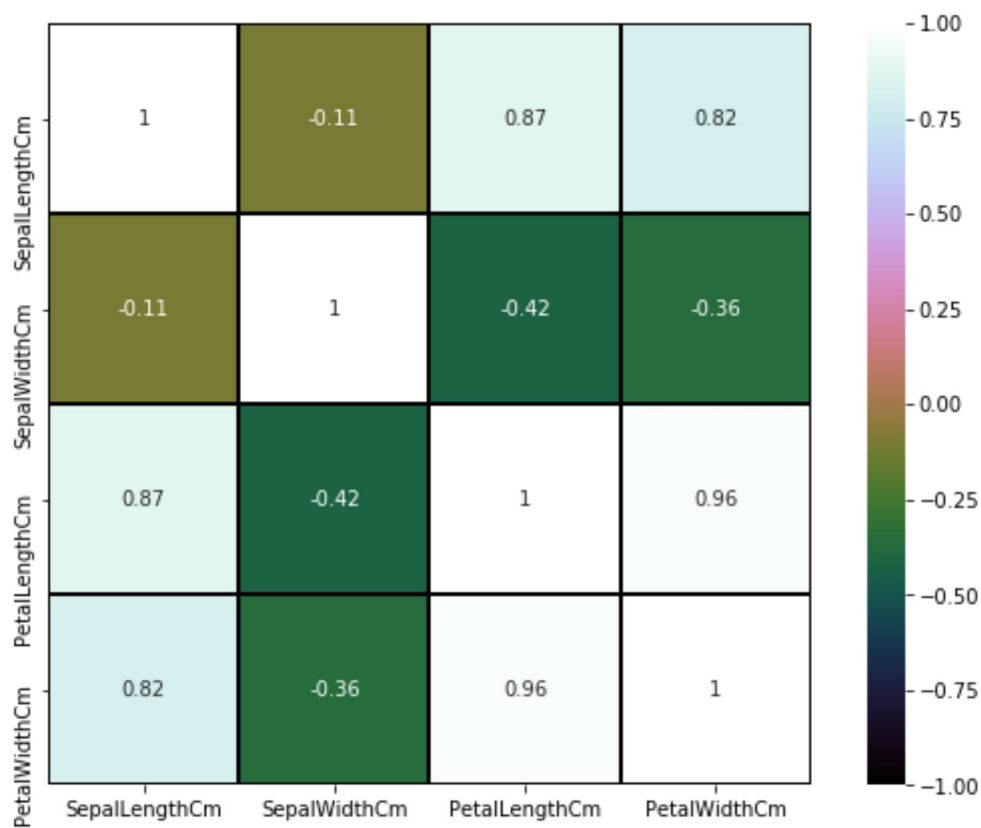 SepalLengthCm
1 -0.11 0.87 0.82
SepalWidthCm
-0.11 1 -0.42 -0.36
PetalLengthCm
0.87 -0.42 1 0.96
PetalWidthCm
0.82 -0.36 0.96 1
SepalLengthCm SepalWidthCm PetalLengthCm PetalWidthCm
1.00
0.75
0.50
0.25
0.00
−0.25
−0.50
−0.75
−1.00